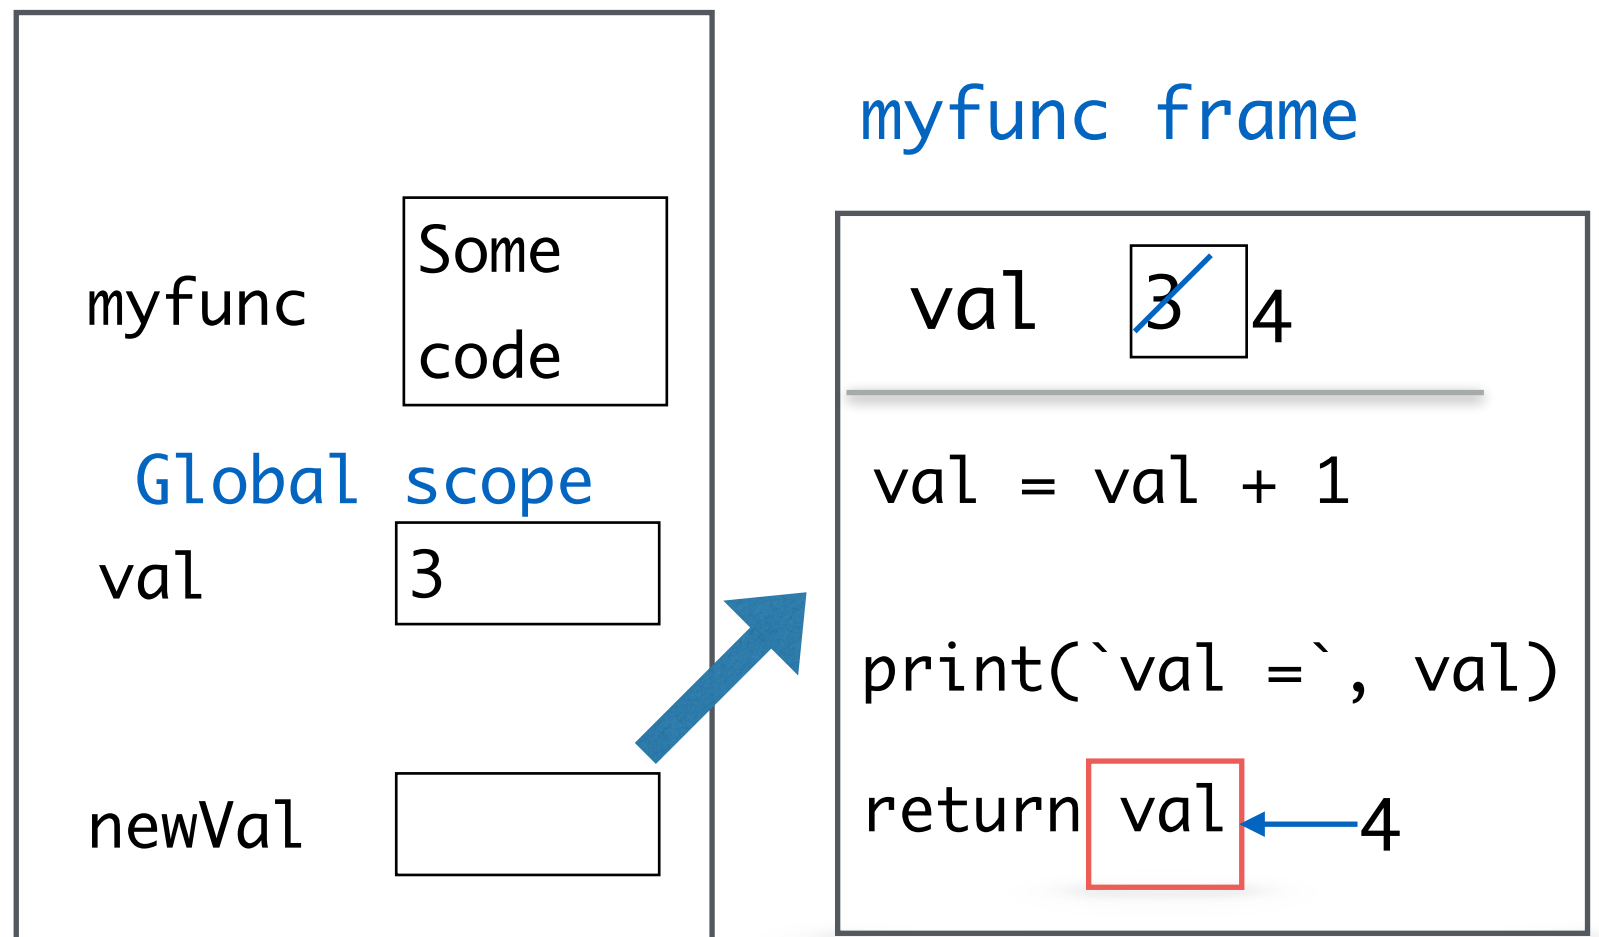 Some
myfunc
code
Global scope
val 3
newVal
myfunc frame
val 3 4
val = val + 1
print(`val =`, val)
return val 4